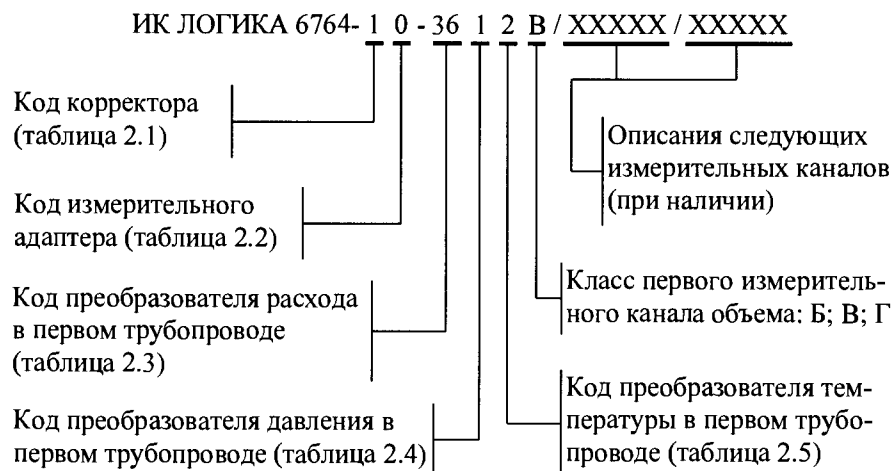 ИК ЛОГИКА 6764- 1 0 - 36 1 2 В / XXXXX / XXXXX
Код корректора
(таблица 2.1)
Код измерительного
адаптера (таблица 2.2)
Код преобразователя расхода
в первом трубопроводе
(таблица 2.3)
Код преобразователя давления в
первом трубопроводе (таблица 2.4)
Описания следующих
измерительных каналов
(при наличии)
Класс первого измеритель-
ного канала объема: Б; В; Г
Код преобразователя тем-
пературы в первом трубо-
проводе (таблица 2.5)